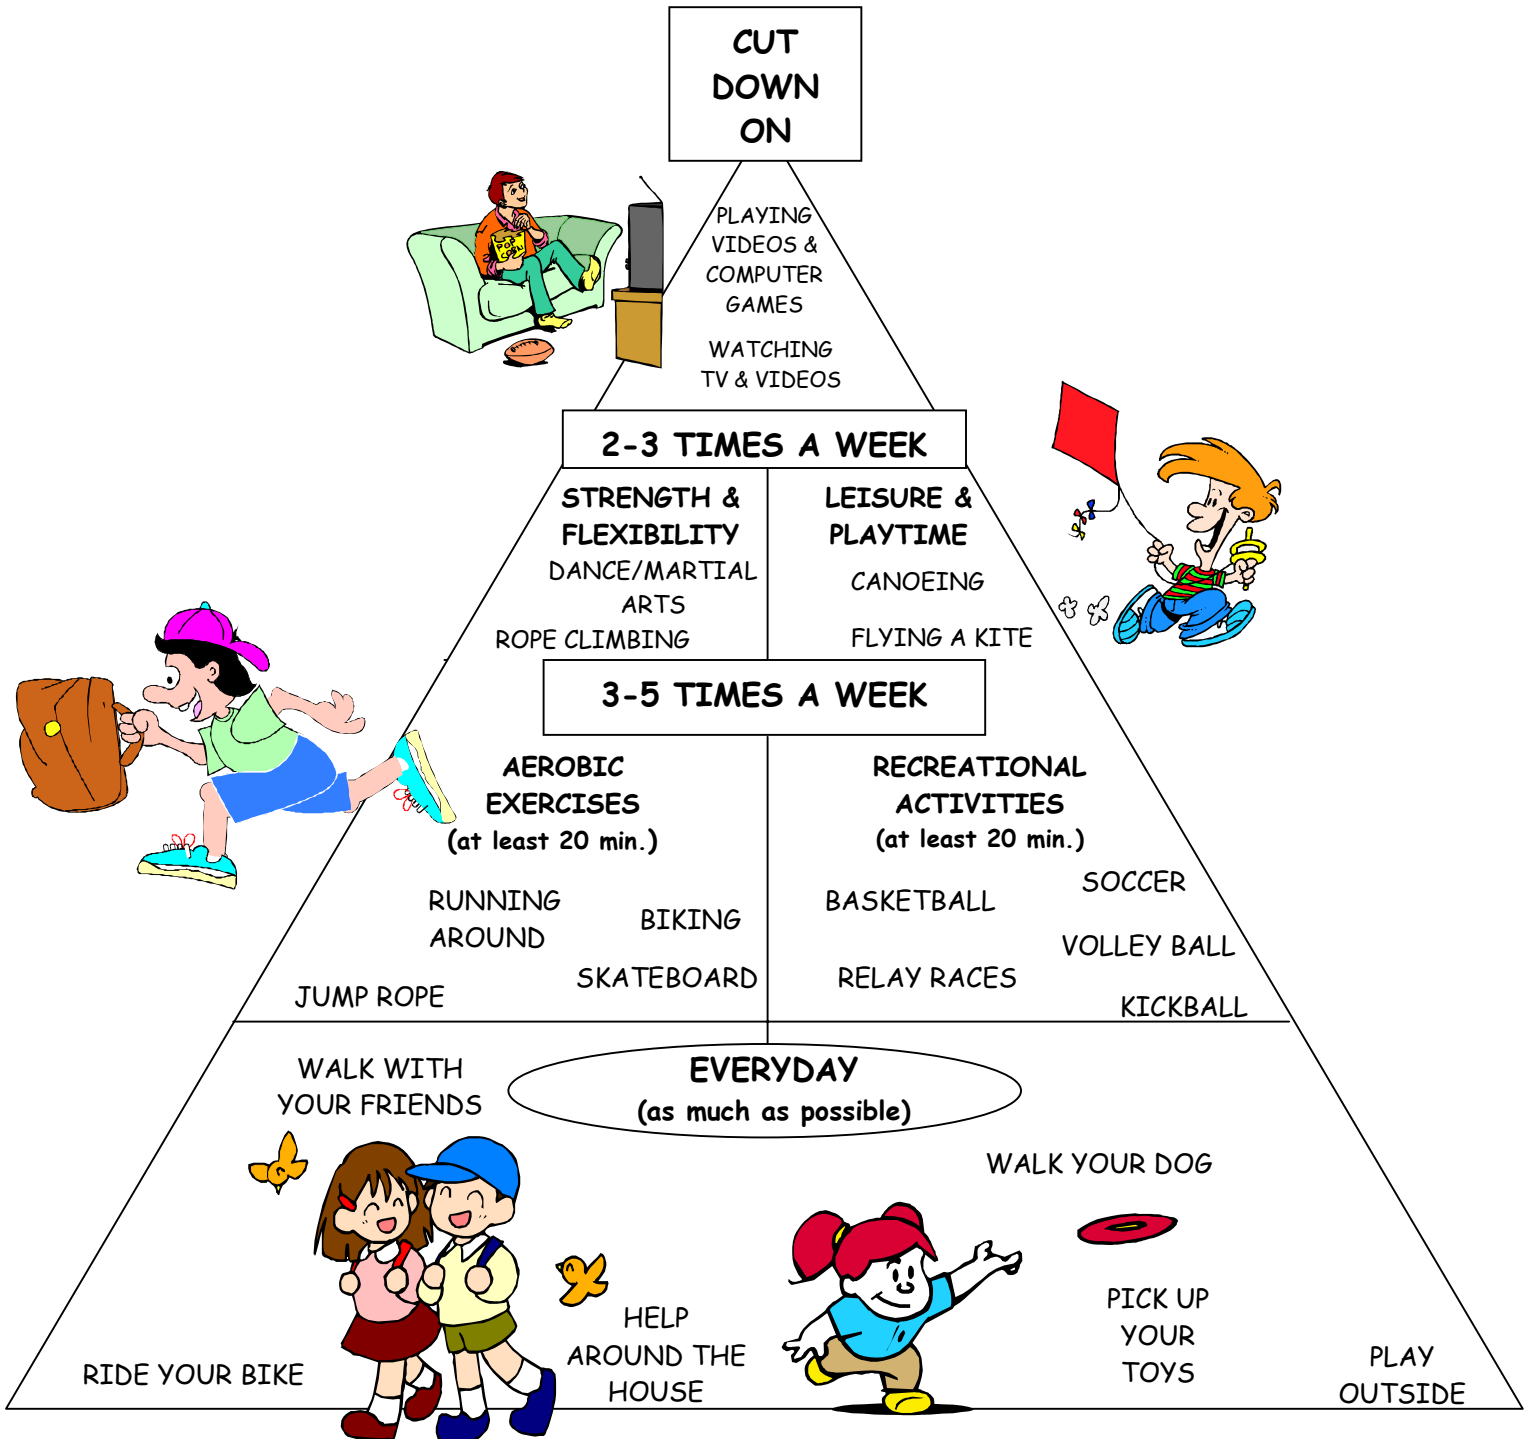 CUT
DOWN
ON
PLAYING
VIDEOS &
COMPUTER
GAMES
WATCHING
TV & VIDEOS
POP
CORN
2-3 TIMES A WEEK
STRENGTH &
FLEXIBILITY
DANCE/MARTIAL
ARTS
ROPE CLIMBING
LEISURE &
PLAYTIME
CANOEING
FLYING A KITE
3-5 TIMES A WEEK
AEROBIC
EXERCISES
(at least 20 min.)
RUNNING
AROUND
BIKING
SKATEBOARD
JUMP ROPE
RECREATIONAL
ACTIVITIES
(at least 20 min.)
SOCCER
BASKETBALL
VOLLEY BALL
RELAY RACES
KICKBALL
EVERYDAY
(as much as possible)
WALK WITH
YOUR FRIENDS
WALK YOUR DOG
RIDE YOUR BIKE
HELP
AROUND THE
HOUSE
PICK UP
YOUR
TOYS
PLAY
OUTSIDE